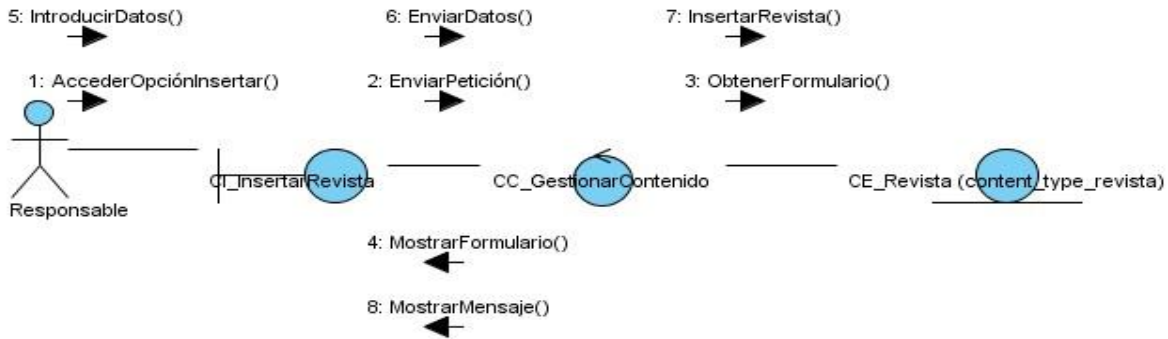 5: IntroducirDatos()
6: EnviarDatos()
7: InsertarRevista()
1: AccederOpciónInsertar()
2: EnviarPetición()
3: ObtenerFormulario()
CI_InsertarRevista
CC_GestionarContenido
CE_Revista (content_type_revista)
Responsable
4: MostrarFormulario()
8: MostrarMensaje()